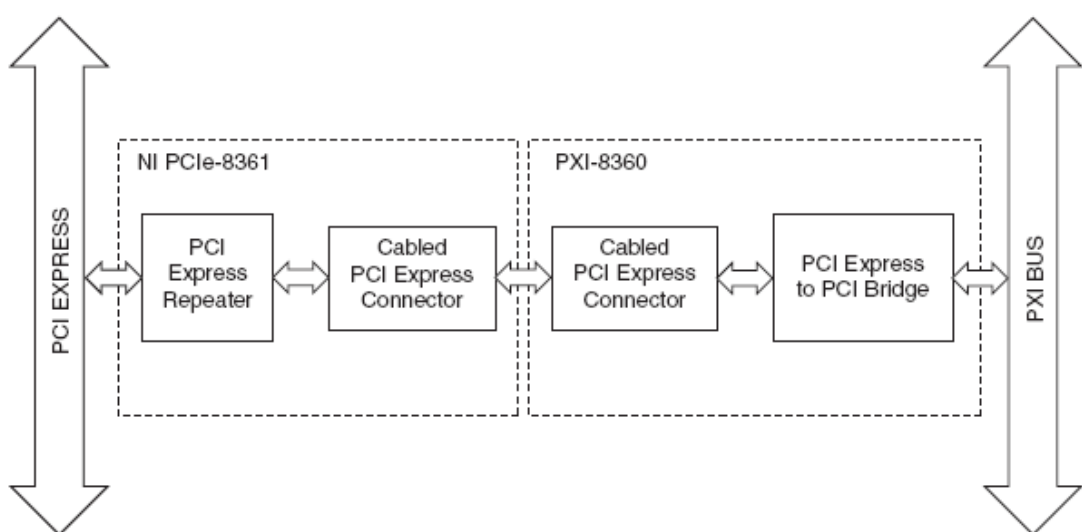 PCI EXPRESS
NI PCIe-8361
PCI
Express
Repeater
Cabled
PCI Express
Connector
PXI-8360
Cabled
PCI Express
Connector
PCI Express
to PCI Bridge
PXI BUS